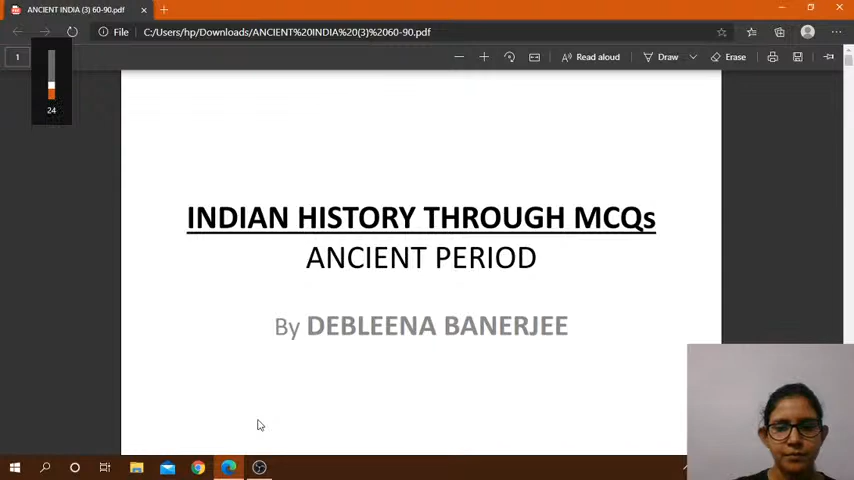 ANCIENT INDIA (3) 60-90.pdf
File C:/Users/hp/Downloads/ANCIENT%20INDIA%20(3)%2060-90.pdf
1 Read aloud Draw Erase
24
INDIAN HISTORY THROUGH MCQs
ANCIENT PERIOD
By DEBLEENA BANERJEE